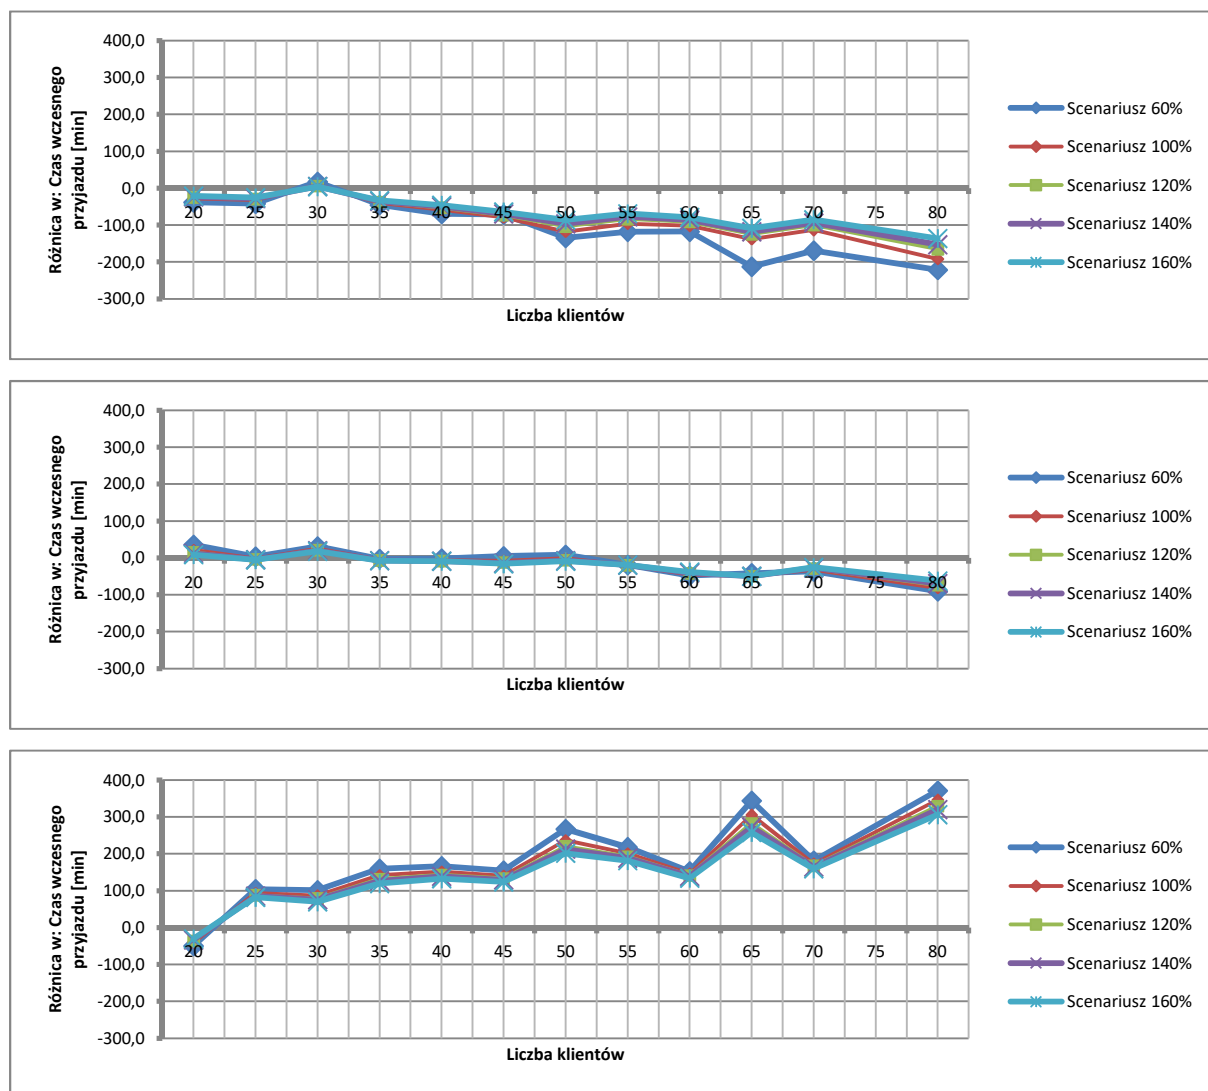 Różnica w: Czas wczesnego
przyjazdu [min]
400,0
300,0
200,0
100,0
0,0
-100,0
-200,0
-300,0
20 25 30 35 40 45 50 55 60 65 70 75 80
Liczba klientów
Scenariusz 60%
Scenariusz 100%
Scenariusz 120%
Scenariusz 140%
Scenariusz 160%
Różnica w: Czas wczesnego
przyjazdu [min]
400,0
300,0
200,0
100,0
0,0
-100,0
-200,0
-300,0
20 25 30 35 40 45 50 55 60 65 70 75 80
Liczba klientów
Scenariusz 60%
Scenariusz 100%
Scenariusz 120%
Scenariusz 140%
Scenariusz 160%
Różnica w: Czas wczesnego
przyjazdu [min]
400,0
300,0
200,0
100,0
0,0
-100,0
-200,0
-300,0
20 25 30 35 40 45 50 55 60 65 70 75 80
Liczba klientów
Scenariusz 60%
Scenariusz 100%
Scenariusz 120%
Scenariusz 140%
Scenariusz 160%